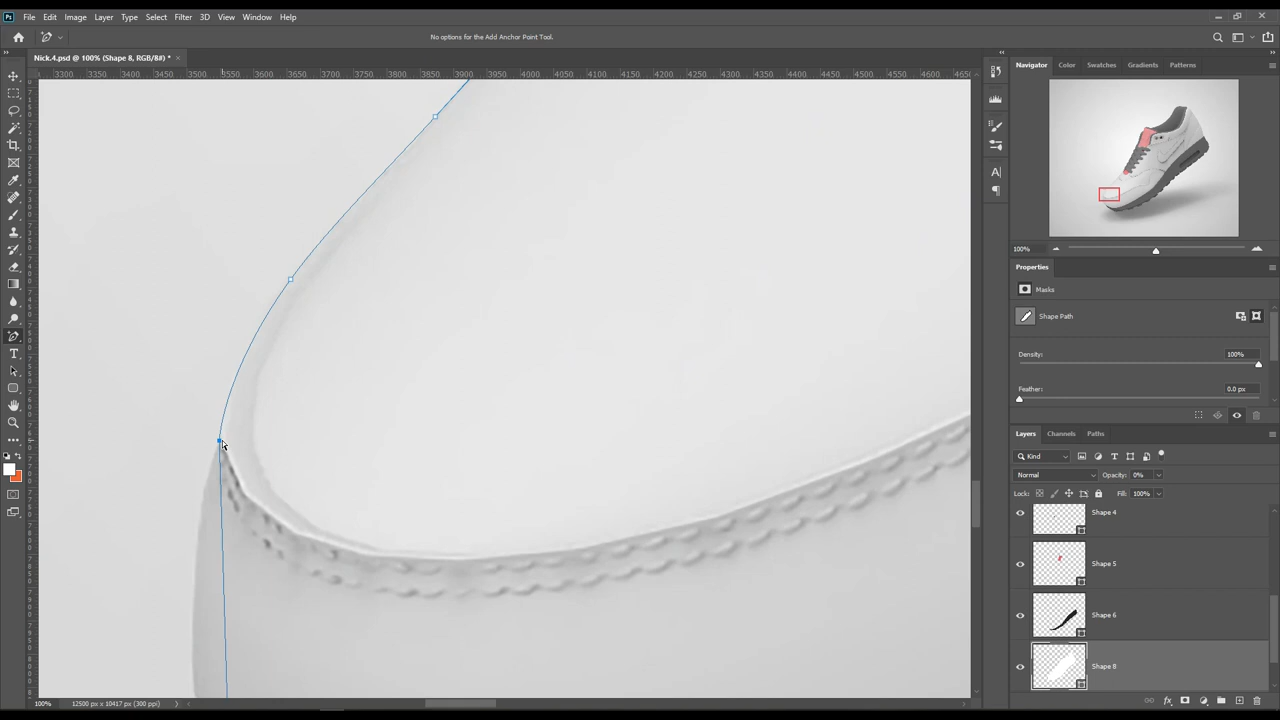 File Edit Image Layer Type Select Filter 3D View Window Help
No options for the Add Anchor Point Tool.
Nick.4.psd @ 100% (Shape 8, RGB/8#) *
3300 3350 3400 3450 3500 3550 3600 3650 3700 3750 3800 3850 3900 3950 4000 4050 4100 4150 4200 4250 4300 4350 4400 4450 4500 4550 4600 4650
Navigator Color Swatches Gradients Patterns
100%
Properties
Masks
Shape Path
Density: 100%
Feather: 0.0 px
Layers Channels Paths
Kind
Normal Opacity: 0%
Lock: Fill: 100%
Shape 4
Shape 5
Shape 6
Shape 8
100% 12500 px x 10417 px (300 ppi)